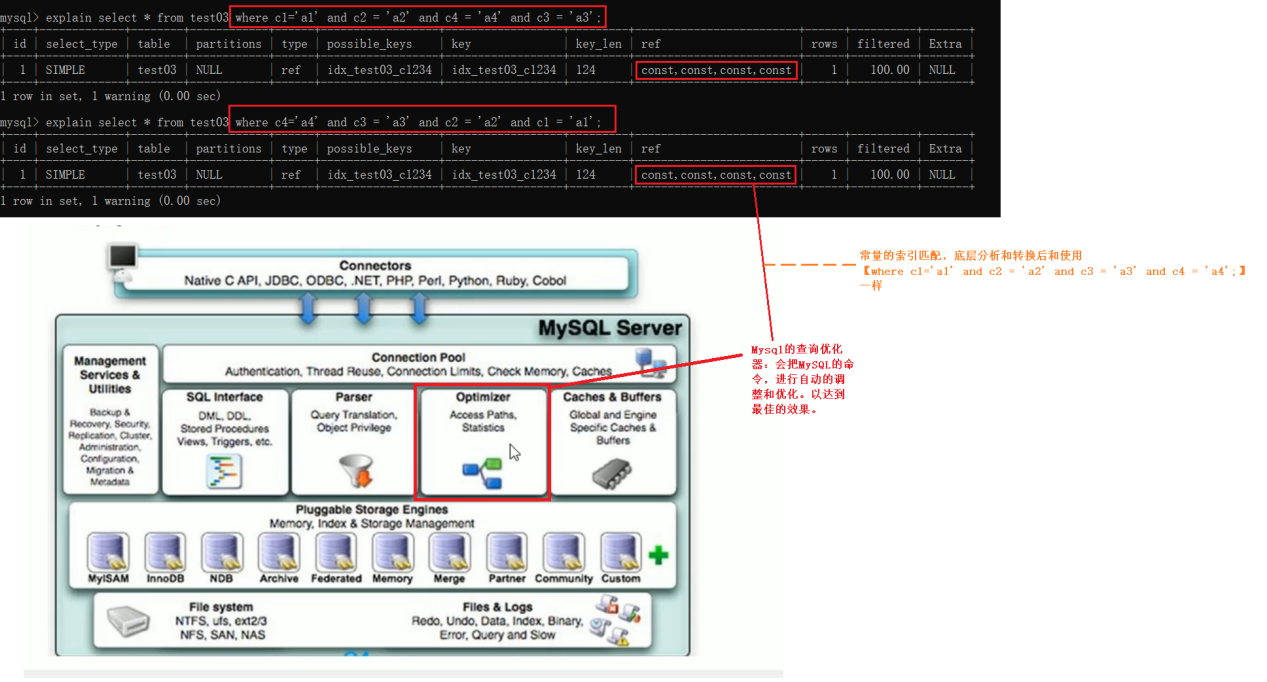 mysql> explain select * from test03 where c1='a1' and c2 = 'a2' and c4 = 'a4' and c3 = 'a3';
| id | select_type | table | partitions | type | possible_keys | key | key_len | ref | rows | filtered | Extra |
| 1 | SIMPLE | test03 | NULL | ref | idx_test03_c1234 | idx_test03_c1234 | 124 | const,const,const,const | 1 | 100.00 | NULL |
1 row in set, 1 warning (0.00 sec)
mysql> explain select * from test03 where c4='a4' and c3 = 'a3' and c2 = 'a2' and c1 = 'a1';
| id | select_type | table | partitions | type | possible_keys | key | key_len | ref | rows | filtered | Extra |
| 1 | SIMPLE | test03 | NULL | ref | idx_test03_c1234 | idx_test03_c1234 | 124 | const,const,const,const | 1 | 100.00 | NULL |
1 row in set, 1 warning (0.00 sec)
常量的索引匹配，底层分析和转换后和使用
【where c1='a1' and c2 = 'a2' and c3 = 'a3' and c4 = 'a4';】
一样
Mysql的查询优化
器：会把MySQL的命
令，进行自动的调
整和优化。以达到
最佳的效果。
Connectors
Native C API, JDBC, ODBC, .NET, PHP, Perl, Python, Ruby, Cobol
MySQL Server
Management
Services &
Utilities
Backup &
Recovery, Security,
Replication, Cluster,
Administration,
Configuration,
Migration &
Metadata
Connection Pool
Authentication, Thread Reuse, Connection Limits, Check Memory, Caches
SQL Interface
DML, DDL,
Stored Procedures
Views, Triggers, etc.
Parser
Query Translation,
Object Privilege
Optimizer
Access Paths,
Statistics
Caches & Buffers
Global and Engine
Specific Caches &
Buffers
Pluggable Storage Engines
Memory, Index & Storage Management
MyISAM
InnoDB
NDB
Archive
Federated
Memory
Merge
Partner
Community
Custom
File system
NTFS, ufs, ext2/3
NFS, SAN, NAS
Files & Logs
Redo, Undo, Data, Index, Binary,
Error, Query and Slow